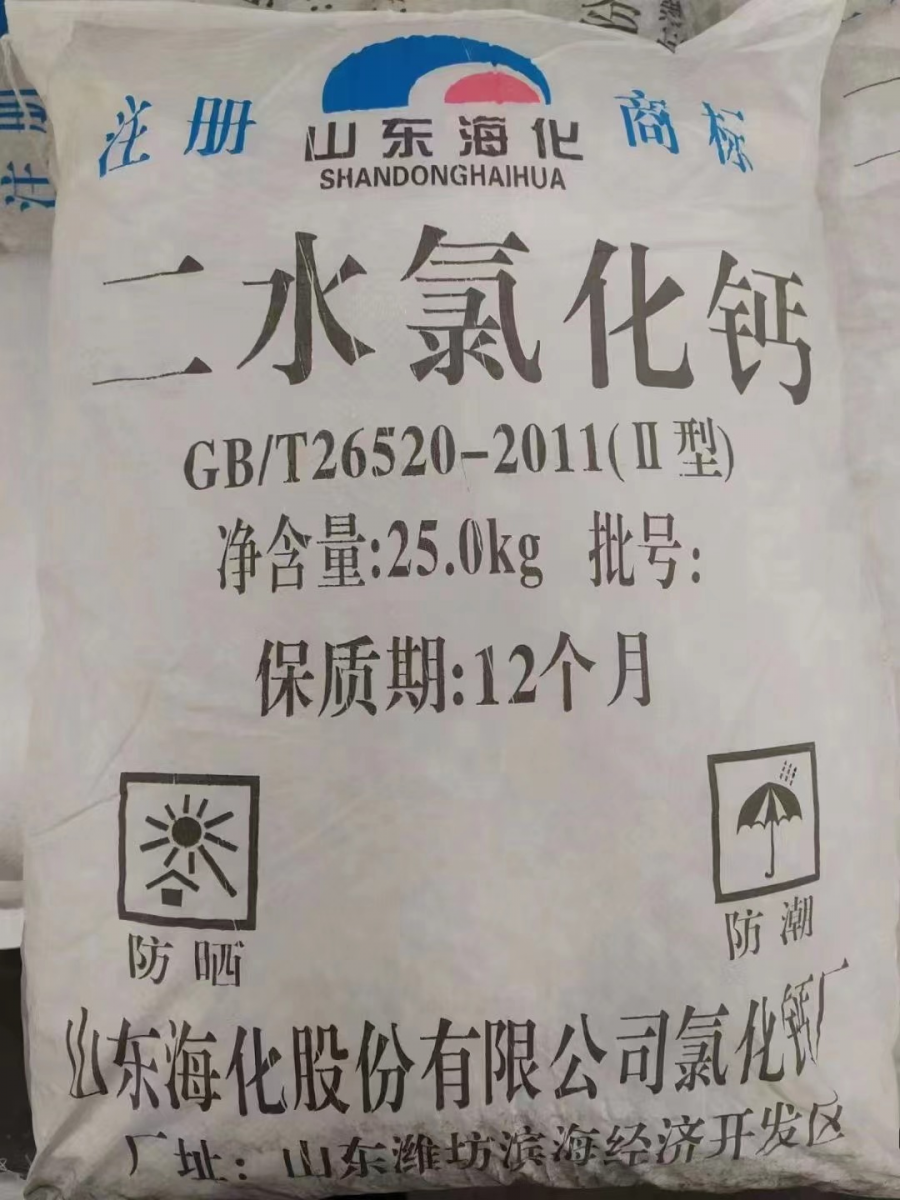 注册 山东海化 商标
SHANDONGHAIHUA
二水氯化钙
GB/T26520-2011(Ⅱ型)
净含量:25.0kg 批号:
保质期:12个月
防晒 防潮
山东海化股份有限公司氯化钙厂
厂址:山东潍坊滨海经济开发区